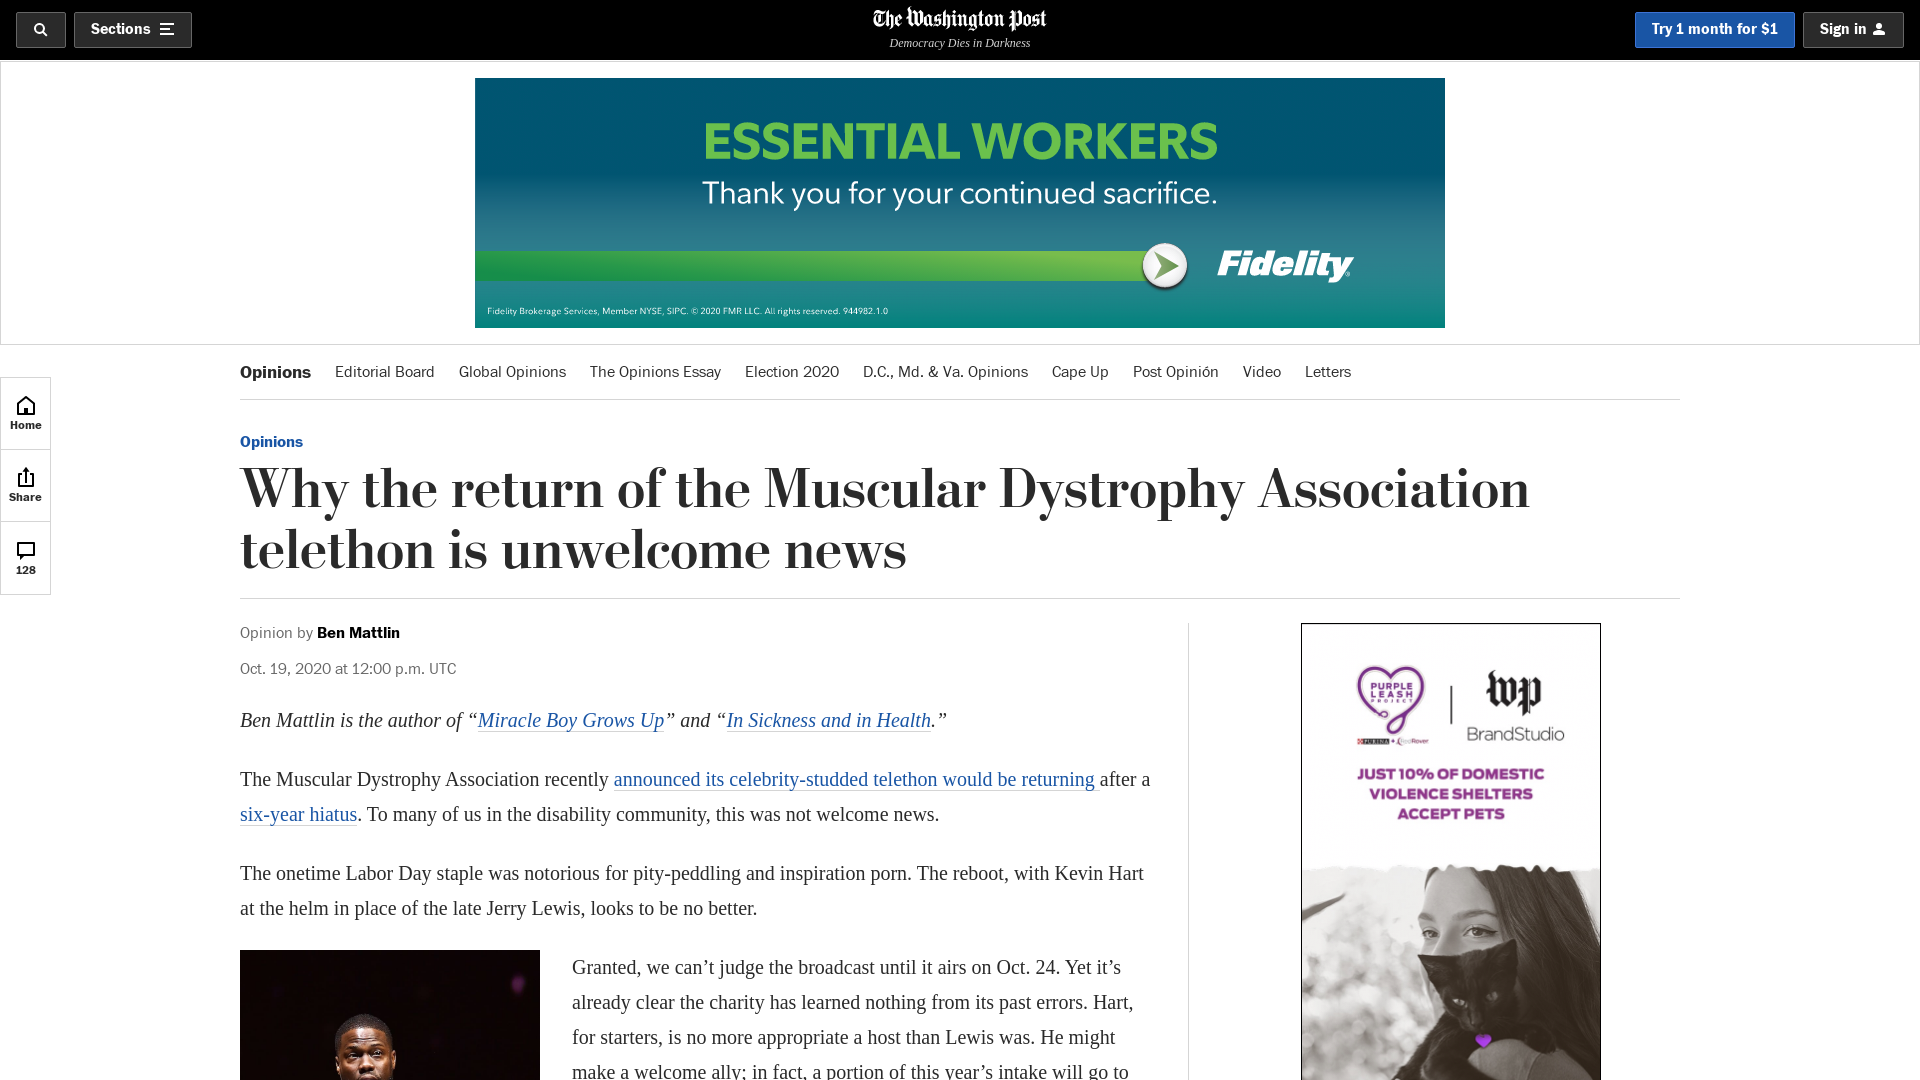 Sections
The Washington Post
Democracy Dies in Darkness
Try 1 month for $1
Sign in
ESSENTIAL WORKERS
Thank you for your continued sacrifice.
Fidelity
Fidelity Brokerage Services, Member NYSE, SIPC. © 2020 FMR LLC. All rights reserved. 944982.1.0
Opinions Editorial Board Global Opinions The Opinions Essay Election 2020 D.C., Md. & Va. Opinions Cape Up Post Opinión Video Letters
Home
Share
128
Opinions
Why the return of the Muscular Dystrophy Association
telethon is unwelcome news
Opinion by Ben Mattlin
Oct. 19, 2020 at 12:00 p.m. UTC
Ben Mattlin is the author of “Miracle Boy Grows Up” and “In Sickness and in Health.”
The Muscular Dystrophy Association recently announced its celebrity-studded telethon would be returning after a
six-year hiatus. To many of us in the disability community, this was not welcome news.
The onetime Labor Day staple was notorious for pity-peddling and inspiration porn. The reboot, with Kevin Hart
at the helm in place of the late Jerry Lewis, looks to be no better.
Granted, we can’t judge the broadcast until it airs on Oct. 24. Yet it’s
already clear the charity has learned nothing from its past errors. Hart,
for starters, is no more appropriate a host than Lewis was. He might
make a welcome ally; in fact, a portion of this year’s intake will go to
PURPLE
LEASH
PROJECT
PURINA + RedRover
wp
BrandStudio
JUST 10% OF DOMESTIC
VIOLENCE SHELTERS
ACCEPT PETS